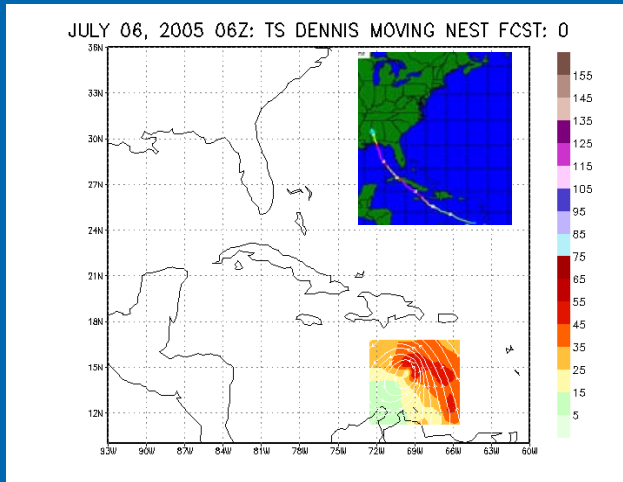 JULY 06, 2005 06Z: TS DENNIS MOVING NEST FCST: 0
36N
33N
30N
27N
24N
21N
18N
15N
12N
93W 90W 87W 84W 81W 78W 75W 72W 69W 66W 63W 60W
155
145
135
125
115
105
95
85
75
65
55
45
35
25
15
5